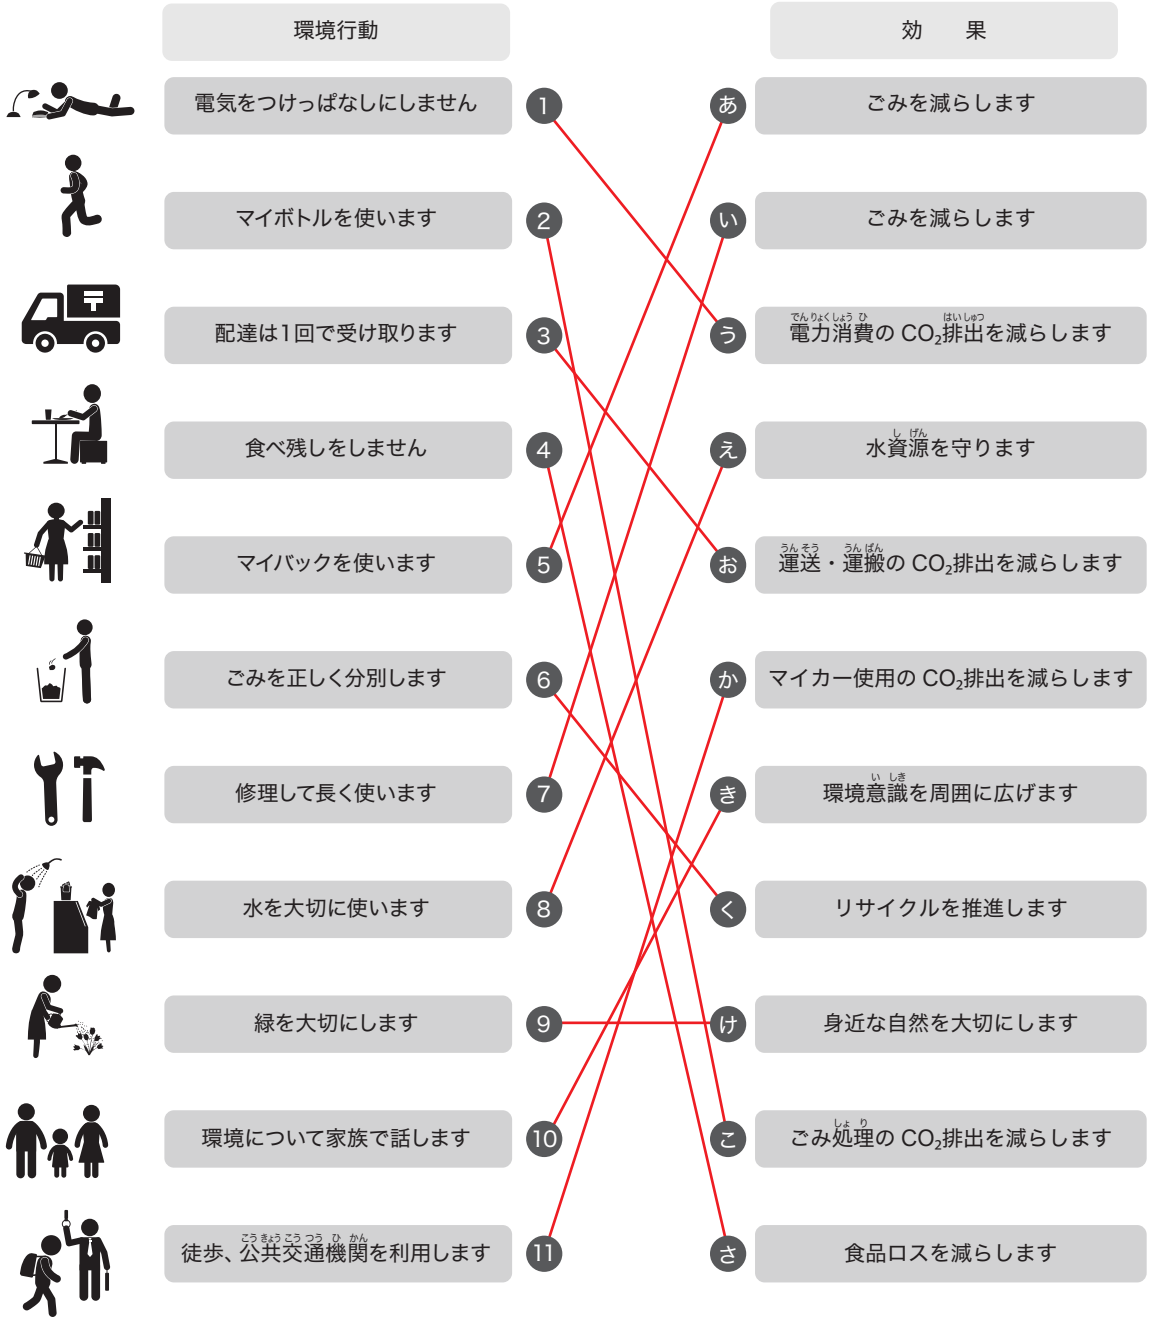 環境行動
効　果
電気をつけっぱなしにしません
1
あ
ごみを減らします
マイボトルを使います
2
い
ごみを減らします
配達は1回で受け取ります
3
う
でんりょくしょうひ はいしゅつ
電力消費の CO₂排出を減らします
食べ残しをしません
4
え
しげん
水資源を守ります
マイバックを使います
5
お
うんそう うんぱん
運送・運搬の CO₂排出を減らします
ごみを正しく分別します
6
か
マイカー使用の CO₂排出を減らします
修理して長く使います
7
き
いしき
環境意識を周囲に広げます
水を大切に使います
8
く
リサイクルを推進します
緑を大切にします
9
け
身近な自然を大切にします
環境について家族で話します
10
こ
しょり
ごみ処理の CO₂排出を減らします
こうきょうこうつうひかん
徒歩、公共交通機関を利用します
11
さ
食品ロスを減らします